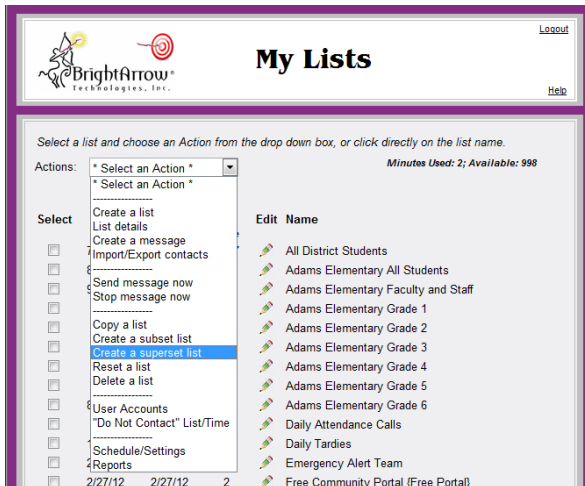 Logout
BrightArrow®
Technologies, Inc.
My Lists
Help
Select a list and choose an Action from the drop down box, or click directly on the list name.
Actions: * Select an Action * Minutes Used: 2; Available: 998
* Select an Action *
-----------------
Create a list
List details
Create a message
Import/Export contacts
-----------------
Send message now
Stop message now
-----------------
Copy a list
Create a subset list
Create a superset list
Reset a list
Delete a list
-----------------
User Accounts
"Do Not Contact" List/Time
-----------------
Schedule/Settings
Reports
Select Edit Name
All District Students
Adams Elementary All Students
Adams Elementary Faculty and Staff
Adams Elementary Grade 1
Adams Elementary Grade 2
Adams Elementary Grade 3
Adams Elementary Grade 4
Adams Elementary Grade 5
Adams Elementary Grade 6
Daily Attendance Calls
Daily Tardies
Emergency Alert Team
2/27/12 2/27/12 2 Free Community Portal {Free Portal}